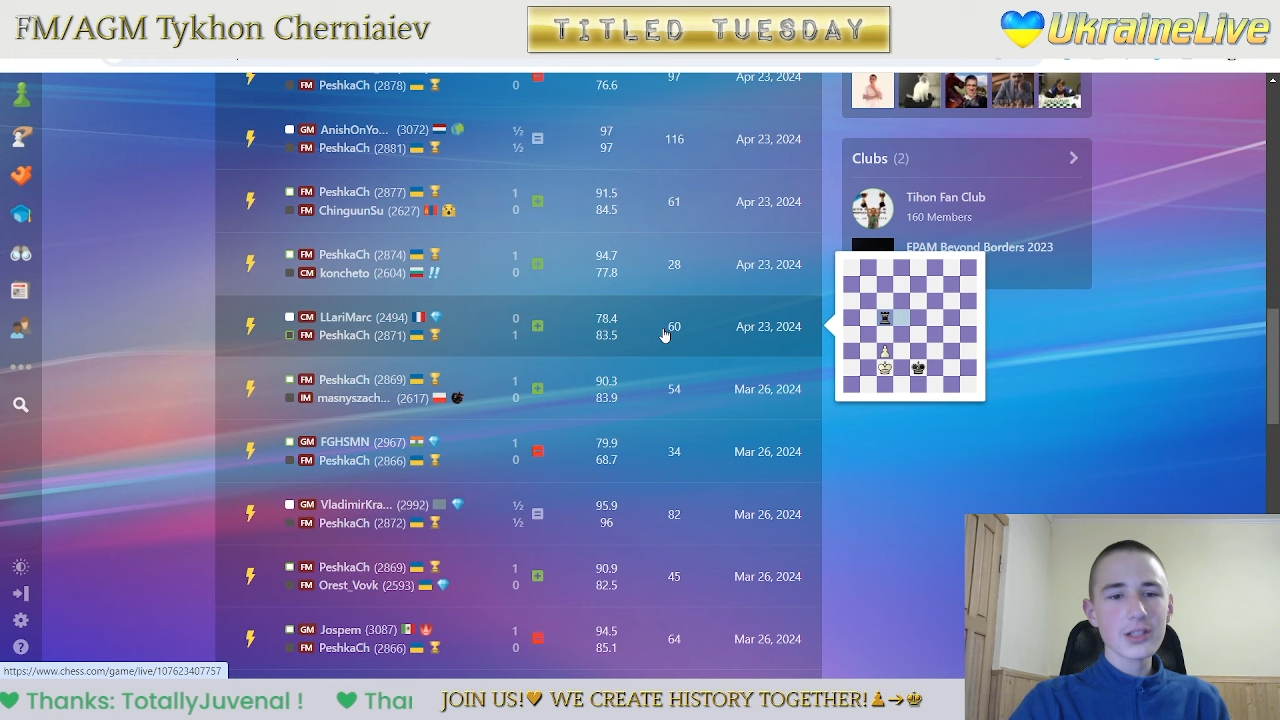 FM/AGM Tykhon Cherniaiev
TITLED TUESDAY
UkraineLive
FM PeshkaCh (2878) 0 76.6 97 Apr 23, 2024
GM AnishOnYo... (3072) ½ 97
FM PeshkaCh (2881) ½ 97
116 Apr 23, 2024
FM PeshkaCh (2877) 1 91.5
FM ChinguunSu (2627) 0 84.5
61 Apr 23, 2024
FM PeshkaCh (2874) 1 94.7
CM koncheto (2604) 0 77.8
28 Apr 23, 2024
CM LLariMarc (2494) 0 78.4
FM PeshkaCh (2871) 1 83.5
60 Apr 23, 2024
FM PeshkaCh (2869) 1 90.3
IM masnyszach... (2617) 0 83.9
54 Mar 26, 2024
GM FGHSMN (2967) 1 79.9
FM PeshkaCh (2866) 0 68.7
34 Mar 26, 2024
GM VladimirKra... (2992) ½ 95.9
FM PeshkaCh (2872) ½ 96
82 Mar 26, 2024
FM PeshkaCh (2869) 1 90.9
FM Orest_Vovk (2593) 0 82.5
45 Mar 26, 2024
GM Jospem (3087) 1 94.5
FM PeshkaCh (2866) 0 85.1
64 Mar 26, 2024
Clubs (2)
Tihon Fan Club
160 Members
EPAM Beyond Borders 2023
https://www.chess.com/game/live/107623407757
Thanks: TotallyJuvenal !
JOIN US! WE CREATE HISTORY TOGETHER!